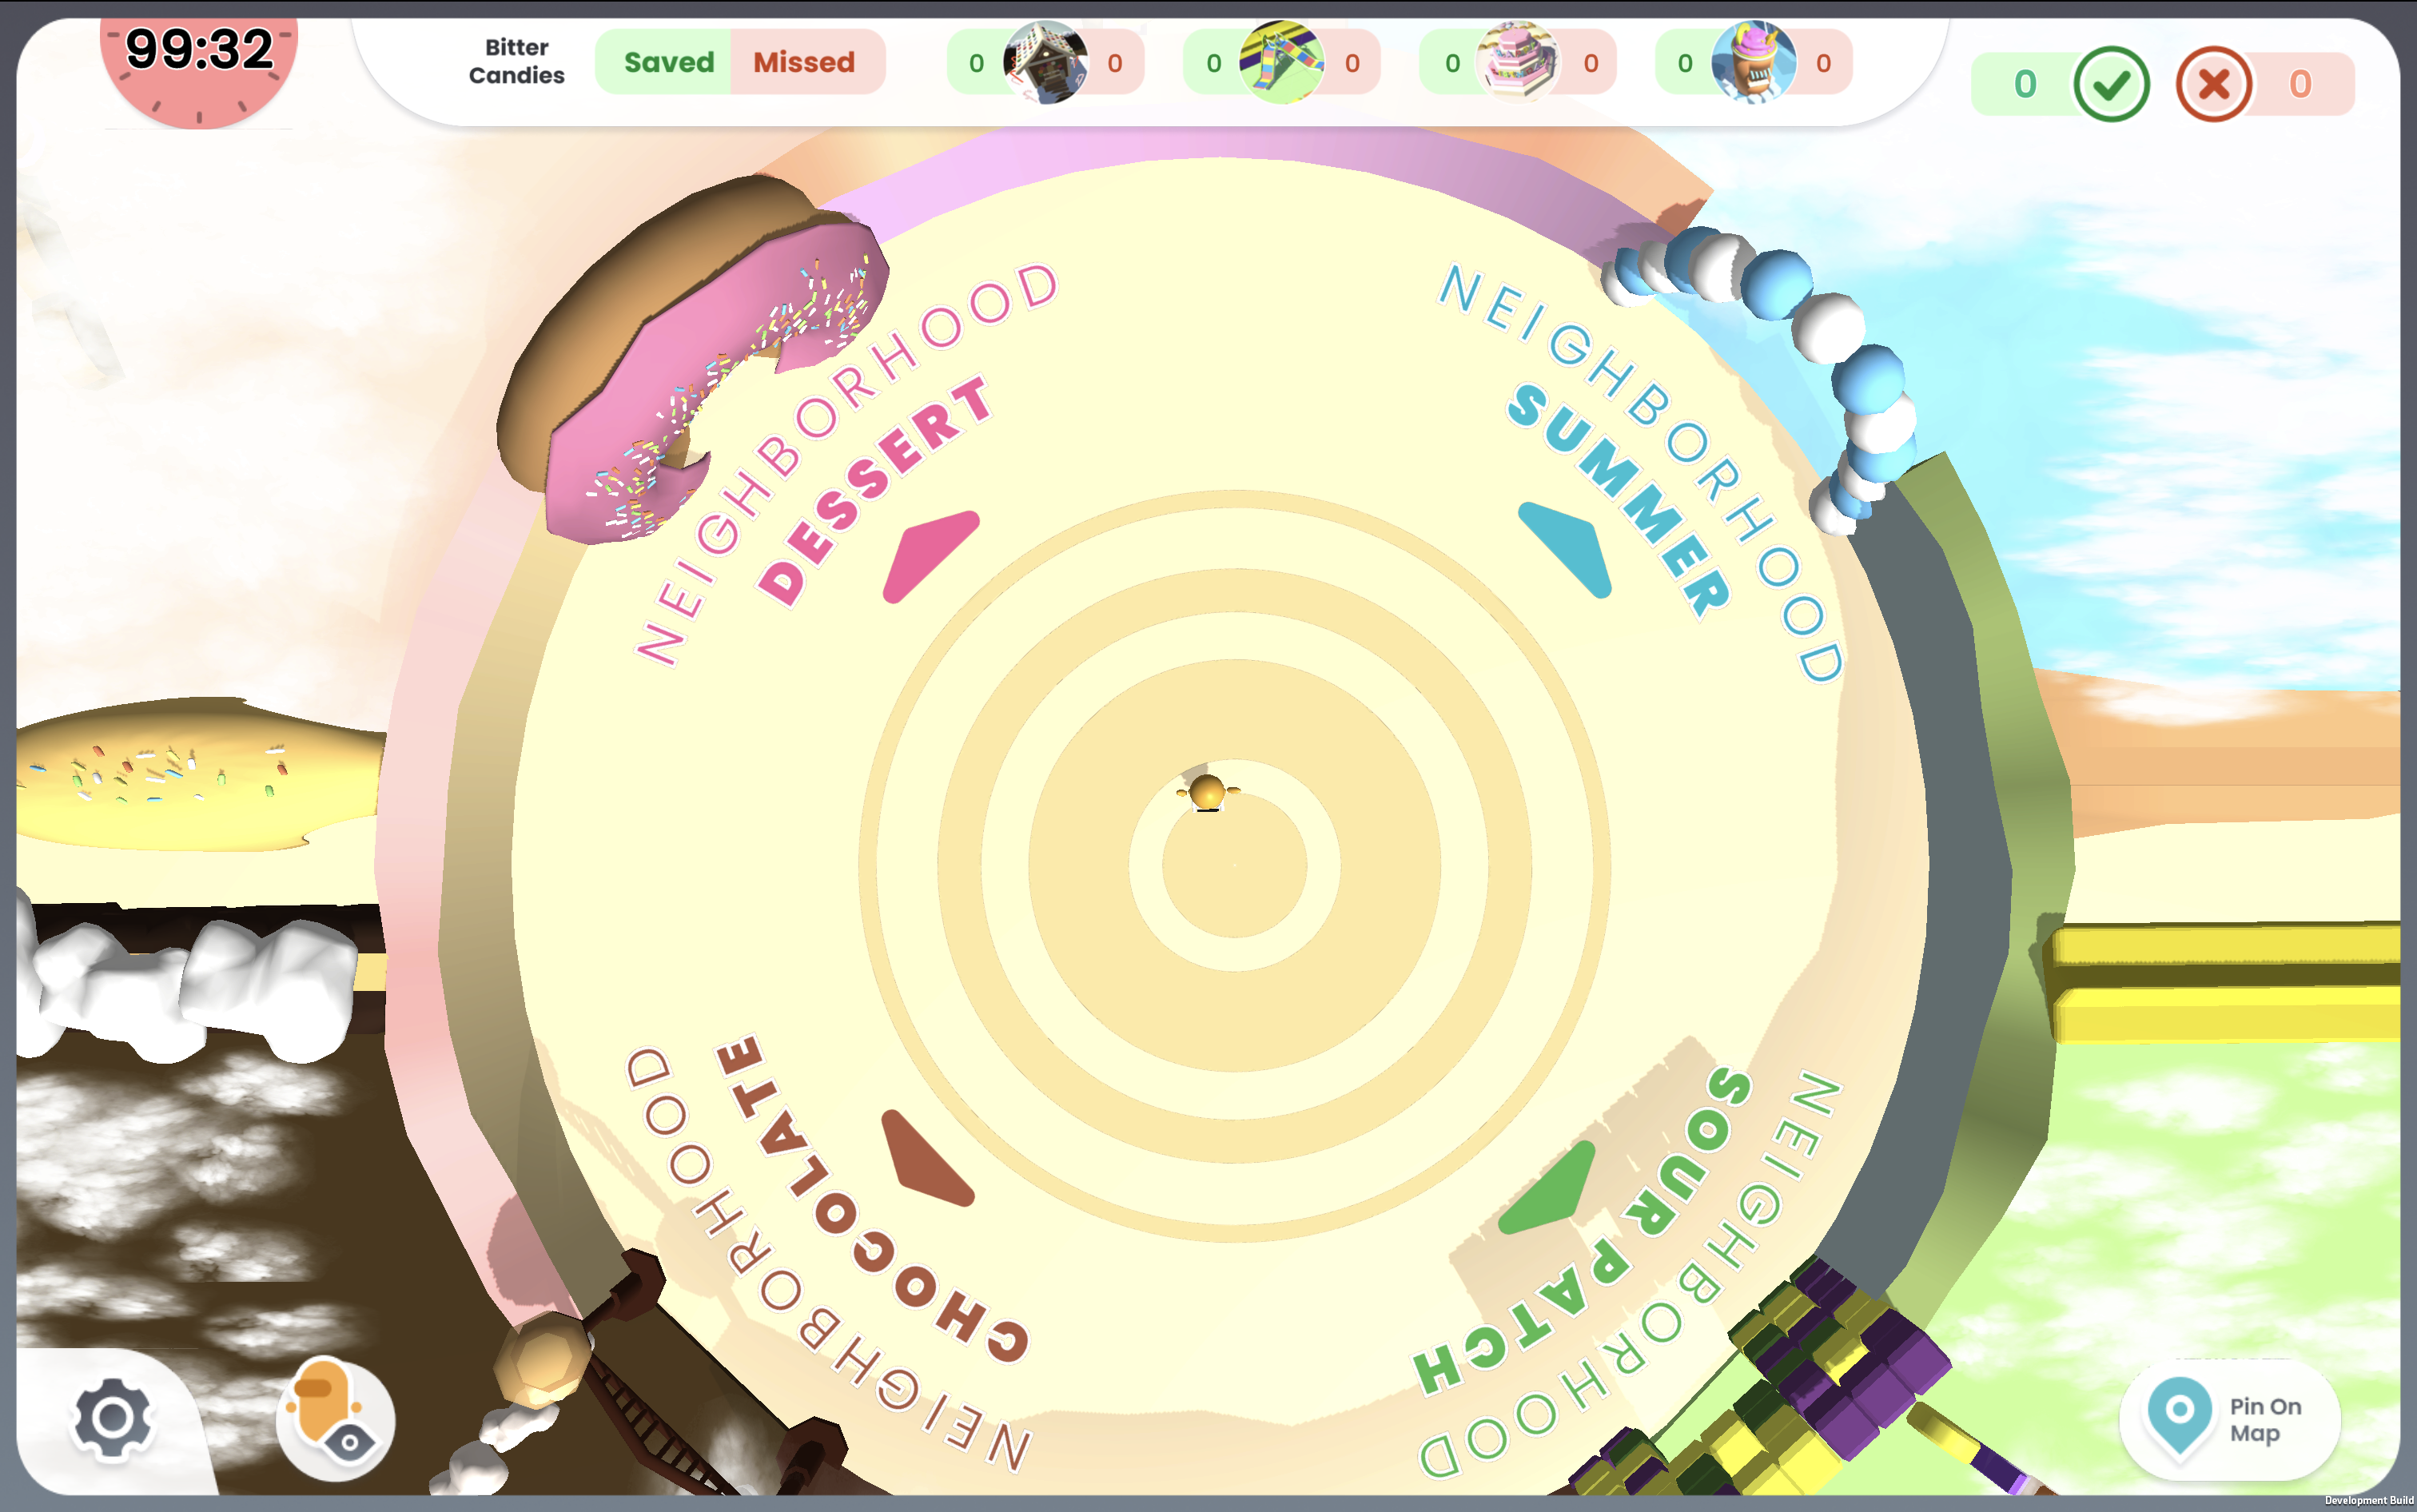 99:32
Bitter
Candies
Saved
Missed
0
0
0
0
0
0
0
0
0
0
NEIGHBORHOOD
DESSERT
NEIGHBORHOOD
SUMMER
CHOCOLATE
NEIGHBORHOOD
SOUR PATCH
NEIGHBORHOOD
Pin On
Map
Development Build